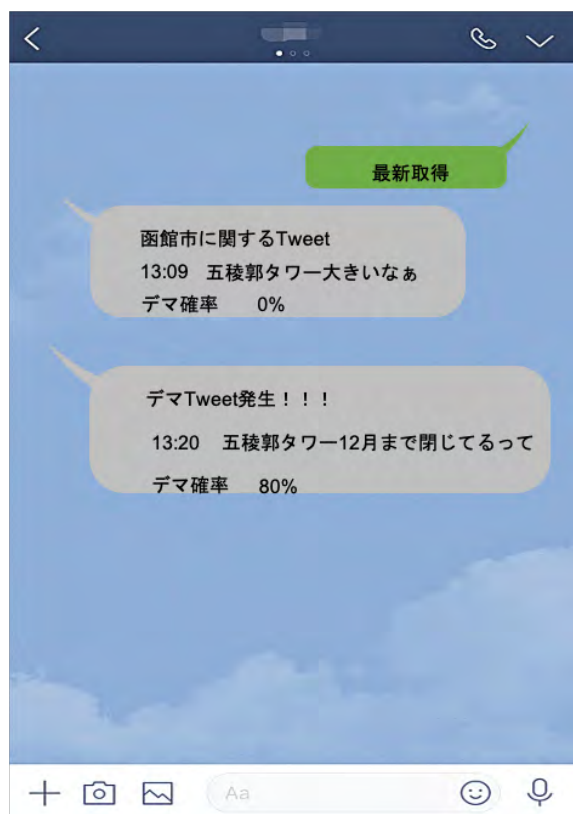 最新取得
函館市に関するTweet
13:09 五稜郭タワー大きいなぁ
デマ確率 0%
デマTweet発生！！！
13:20 五稜郭タワー12月まで閉じてるって
デマ確率 80%
Aa